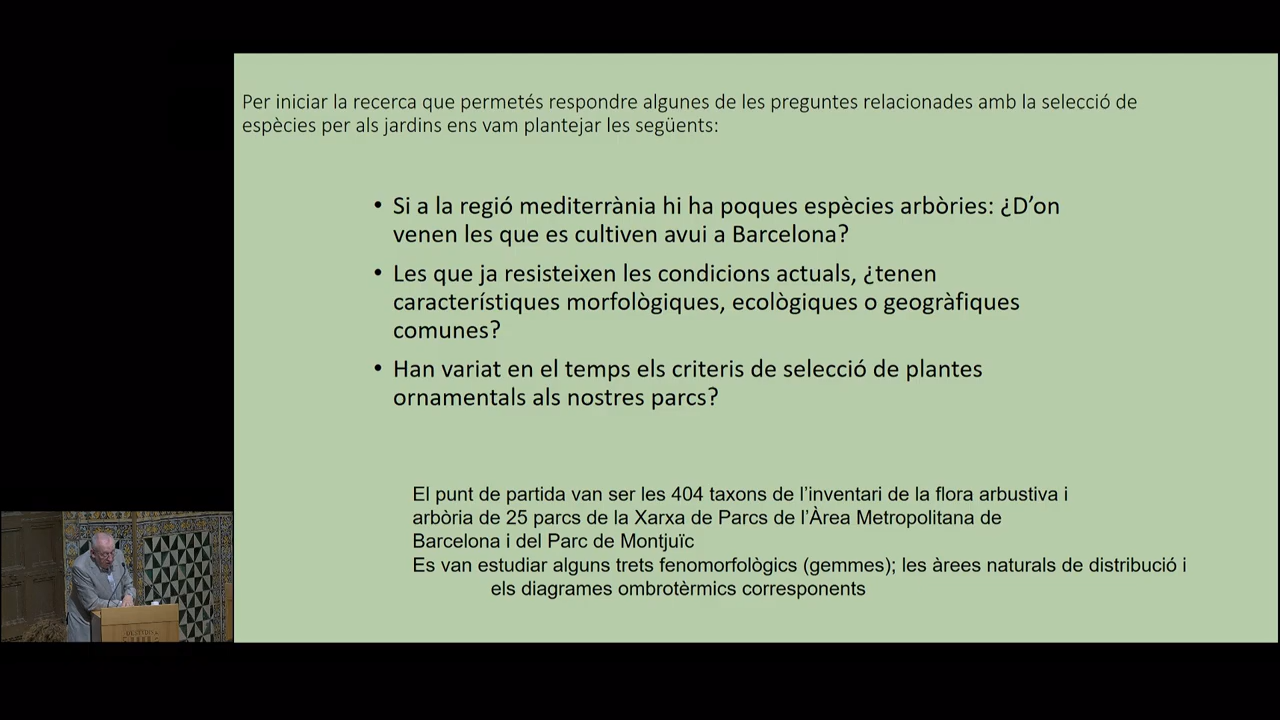 Per iniciar la recerca que permetés respondre algunes de les preguntes relacionades amb la selecció de
espècies per als jardins ens vam plantejar les següents:
• Si a la regió mediterrània hi ha poques espècies arbòries: ¿D’on
venen les que es cultiven avui a Barcelona?
• Les que ja resisteixen les condicions actuals, ¿tenen
característiques morfològiques, ecològiques o geogràfiques
comunes?
• Han variat en el temps els criteris de selecció de plantes
ornamentals als nostres parcs?
El punt de partida van ser les 404 taxons de l’inventari de la flora arbustiva i
arbòria de 25 parcs de la Xarxa de Parcs de l’Àrea Metropolitana de
Barcelona i del Parc de Montjuïc
Es van estudiar alguns trets fenomorfològics (gemmes); les àrees naturals de distribució i
els diagrames ombrotèrmics corresponents